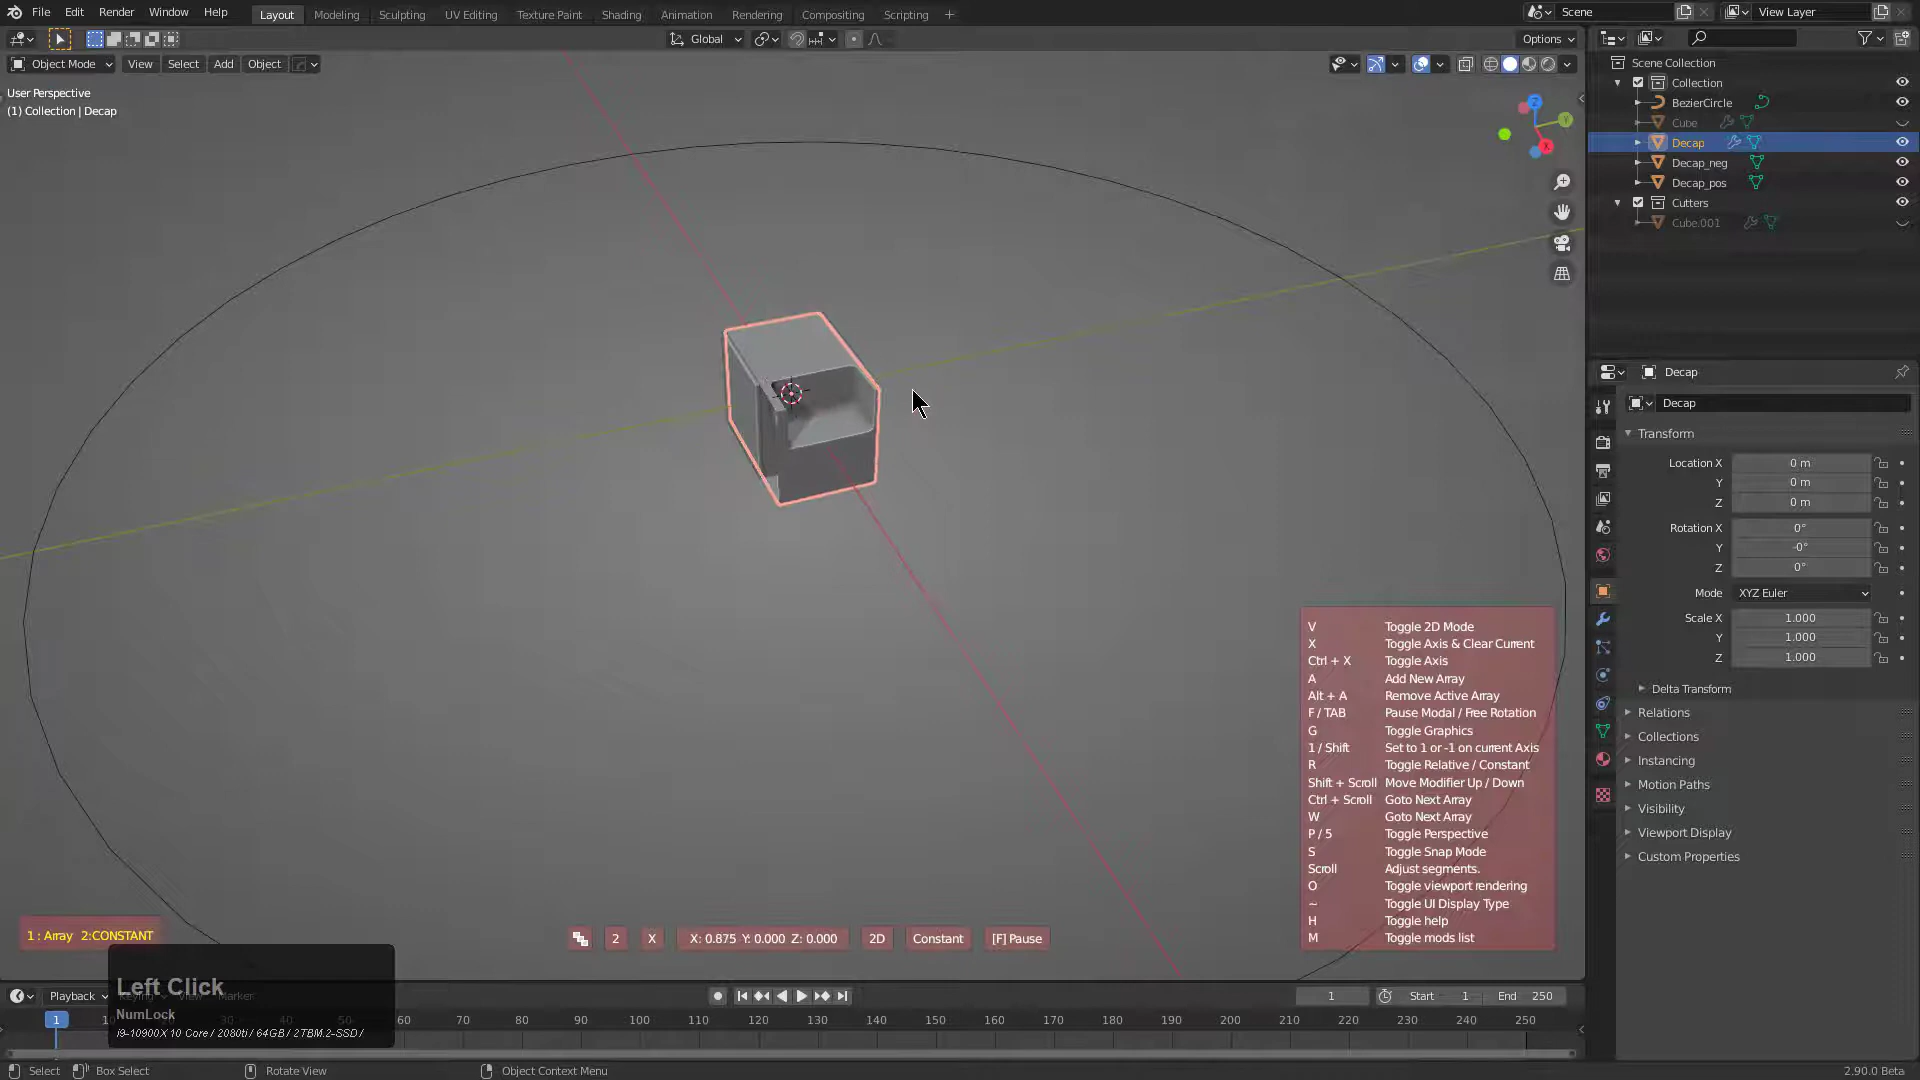 File Edit Render Window Help
Layout Modeling Sculpting UV Editing Texture Paint Shading Animation Rendering Compositing Scripting +
Scene
View Layer
Global
Options
Object Mode View Select Add Object
User Perspective
(1) Collection | Decap
Scene Collection
Collection
BezierCircle
Cube
Decap
Decap_neg
Decap_pos
Cutters
Cube.001
Decap
Decap
Transform
Location X 0 m
Y 0 m
Z 0 m
Rotation X 0°
Y -0°
Z 0°
Mode XYZ Euler
Scale X 1.000
Y 1.000
Z 1.000
Delta Transform
Relations
Collections
Instancing
Motion Paths
Visibility
Viewport Display
Custom Properties
V Toggle 2D Mode
X Toggle Axis & Clear Current
Ctrl + X Toggle Axis
A Add New Array
Alt + A Remove Active Array
F / TAB Pause Modal / Free Rotation
G Toggle Graphics
1 / Shift Set to 1 or -1 on current Axis
R Toggle Relative / Constant
Shift + Scroll Move Modifier Up / Down
Ctrl + Scroll Goto Next Array
W Goto Next Array
P / 5 Toggle Perspective
S Toggle Snap Mode
Scroll Adjust segments.
O Toggle viewport rendering
~ Toggle UI Display Type
H Toggle help
M Toggle mods list
1 : Array 2:CONSTANT
2 X X: 0.875 Y: 0.000 Z: 0.000 2D Constant [F] Pause
Left Click
NumLock
i9-10900X 10 Core / 2080ti / 64GB / 2TBM.2-SSD /
Playback Keying View Marker
1 Start 1 End 250
1 10 20 30 40 50 60 70 80 90 100 110 120 130 140 150 160 170 180 190 200 210 220 230 240 250
Select Box Select Rotate View Object Context Menu
2.90.0 Beta